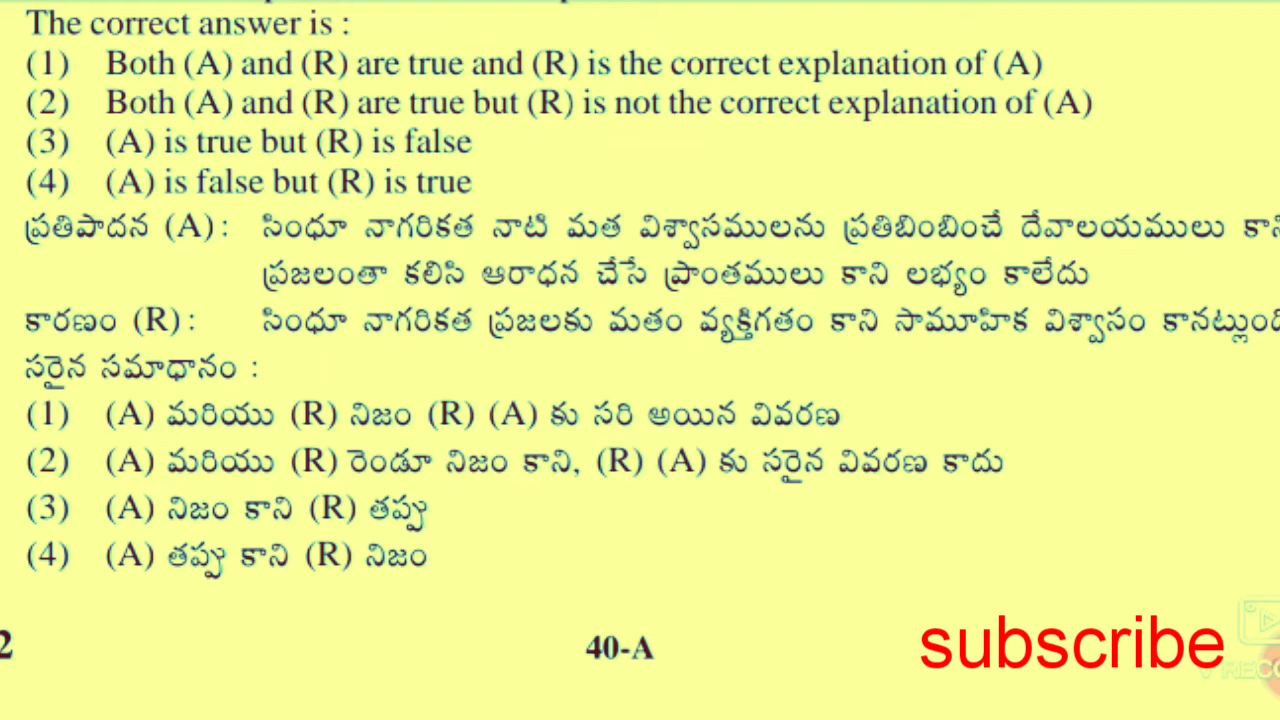 The correct answer is :
(1) Both (A) and (R) are true and (R) is the correct explanation of (A)
(2) Both (A) and (R) are true but (R) is not the correct explanation of (A)
(3) (A) is true but (R) is false
(4) (A) is false but (R) is true
ప్రతిపాదన (A) : సింధూ నాగరికత నాటి మత విశ్వాసములను ప్రతిబింబించే దేవాలయములు
ప్రజలంతా కలిసి ఆరాధన చేసే ప్రాంతములు కాని లభ్యం కాలేదు
కారణం (R) : సింధూ నాగరికత ప్రజలకు మతం వ్యక్తిగతం కాని సామూహిక విశ్వాసం
సరైన సమాధానం :
(1) (A) మరియు (R) నిజం (R) (A) కు సరి అయిన వివరణ
(2) (A) మరియు (R) రెండూ నిజం కాని, (R) (A) కు సరైన వివరణ కాదు
(3) (A) నిజం కాని (R) తప్పు
(4) (A) తప్పు కాని (R) నిజం
2 40-A
subscribe